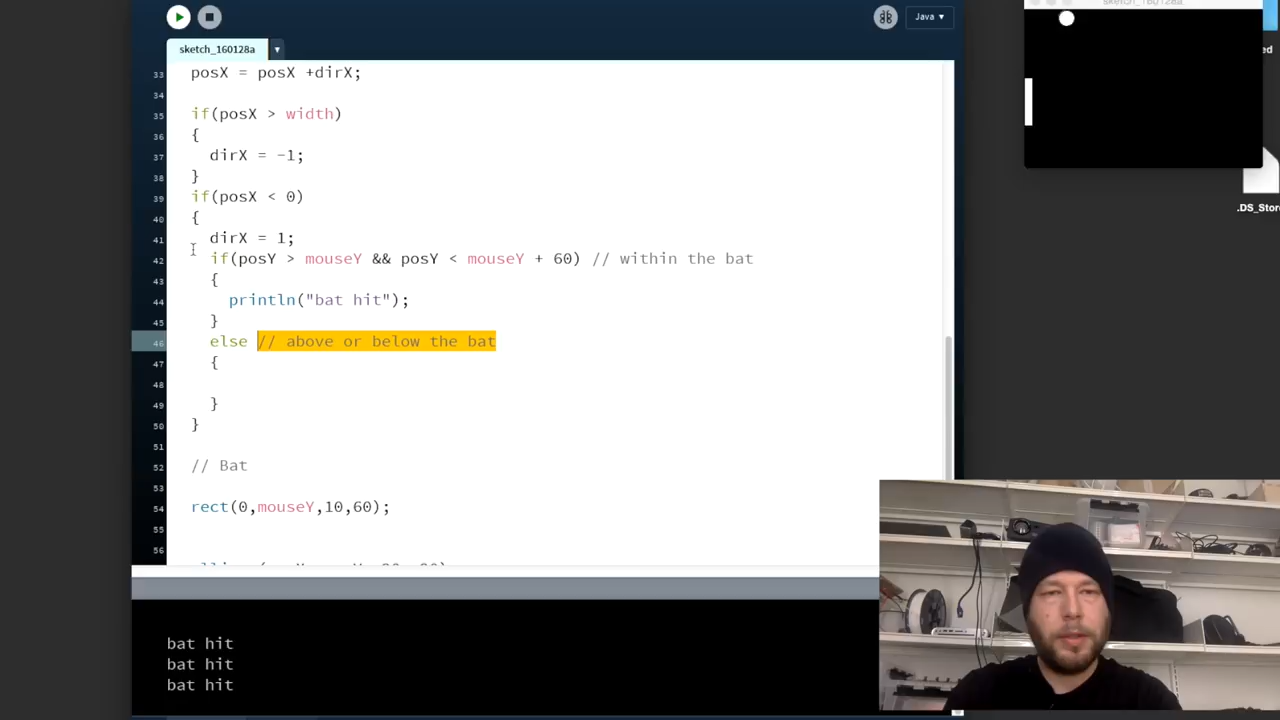 Java ▾
sketch_160128a
sketch_160128a
33 posX = posX +dirX;
34
35 if(posX > width)
36 {
37 dirX = -1;
38 }
39 if(posX < 0)
40 {
41 dirX = 1;
42 if(posY > mouseY && posY < mouseY + 60) // within the bat
43 {
44 println("bat hit");
45 }
46 else // above or below the bat
47 {
48
49 }
50 }
51
52 // Bat
53
54 rect(0,mouseY,10,60);
55
56
ed
.DS_Stor
bat hit
bat hit
bat hit